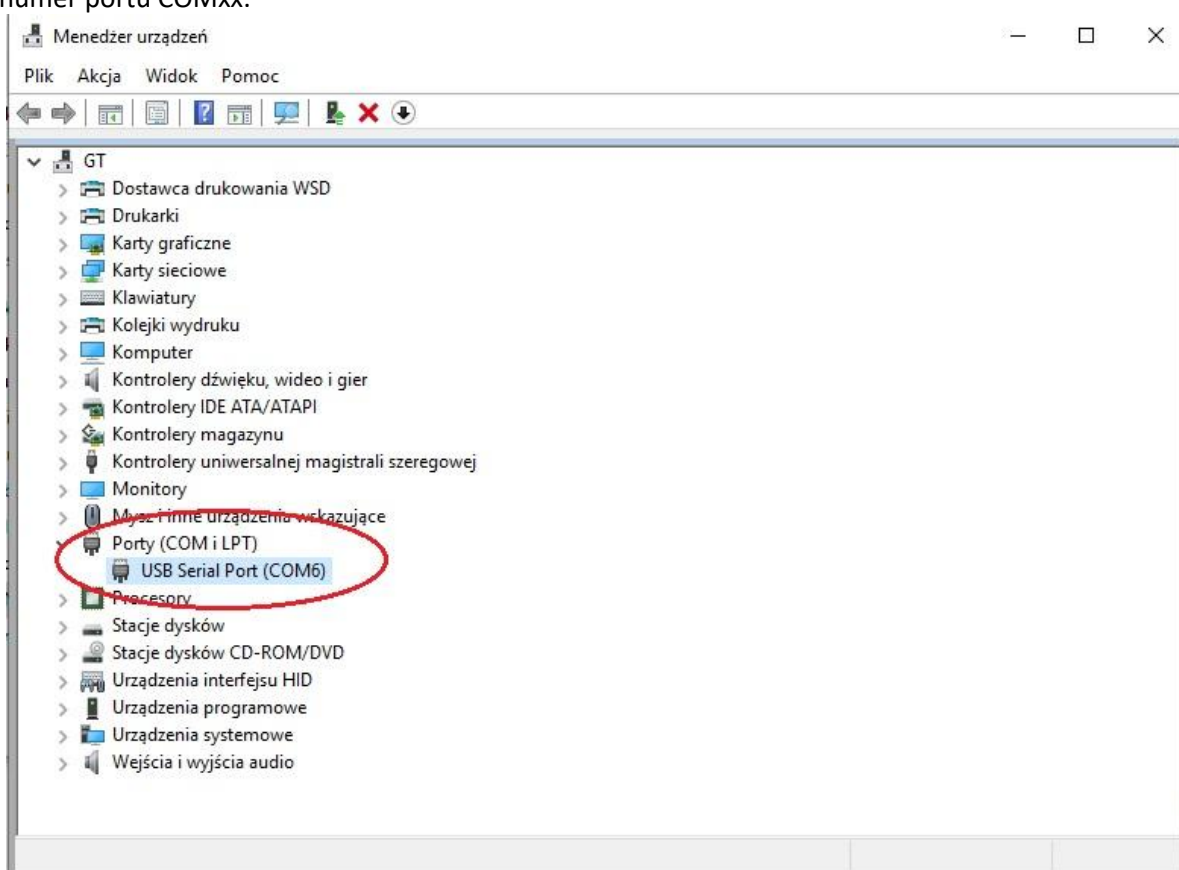 numer portu COMxx.
Menedżer urządzeń
Plik Akcja Widok Pomoc
GT
Dostawca drukowania WSD
Drukarki
Karty graficzne
Karty sieciowe
Klawiatury
Kolejki wydruku
Komputer
Kontrolery dźwięku, wideo i gier
Kontrolery IDE ATA/ATAPI
Kontrolery magazynu
Kontrolery uniwersalnej magistrali szeregowej
Monitory
Mysz i inne urządzenia wskazujące
Porty (COM i LPT)
USB Serial Port (COM6)
Procesory
Stacje dysków
Stacje dysków CD-ROM/DVD
Urządzenia interfejsu HID
Urządzenia programowe
Urządzenia systemowe
Wejścia i wyjścia audio